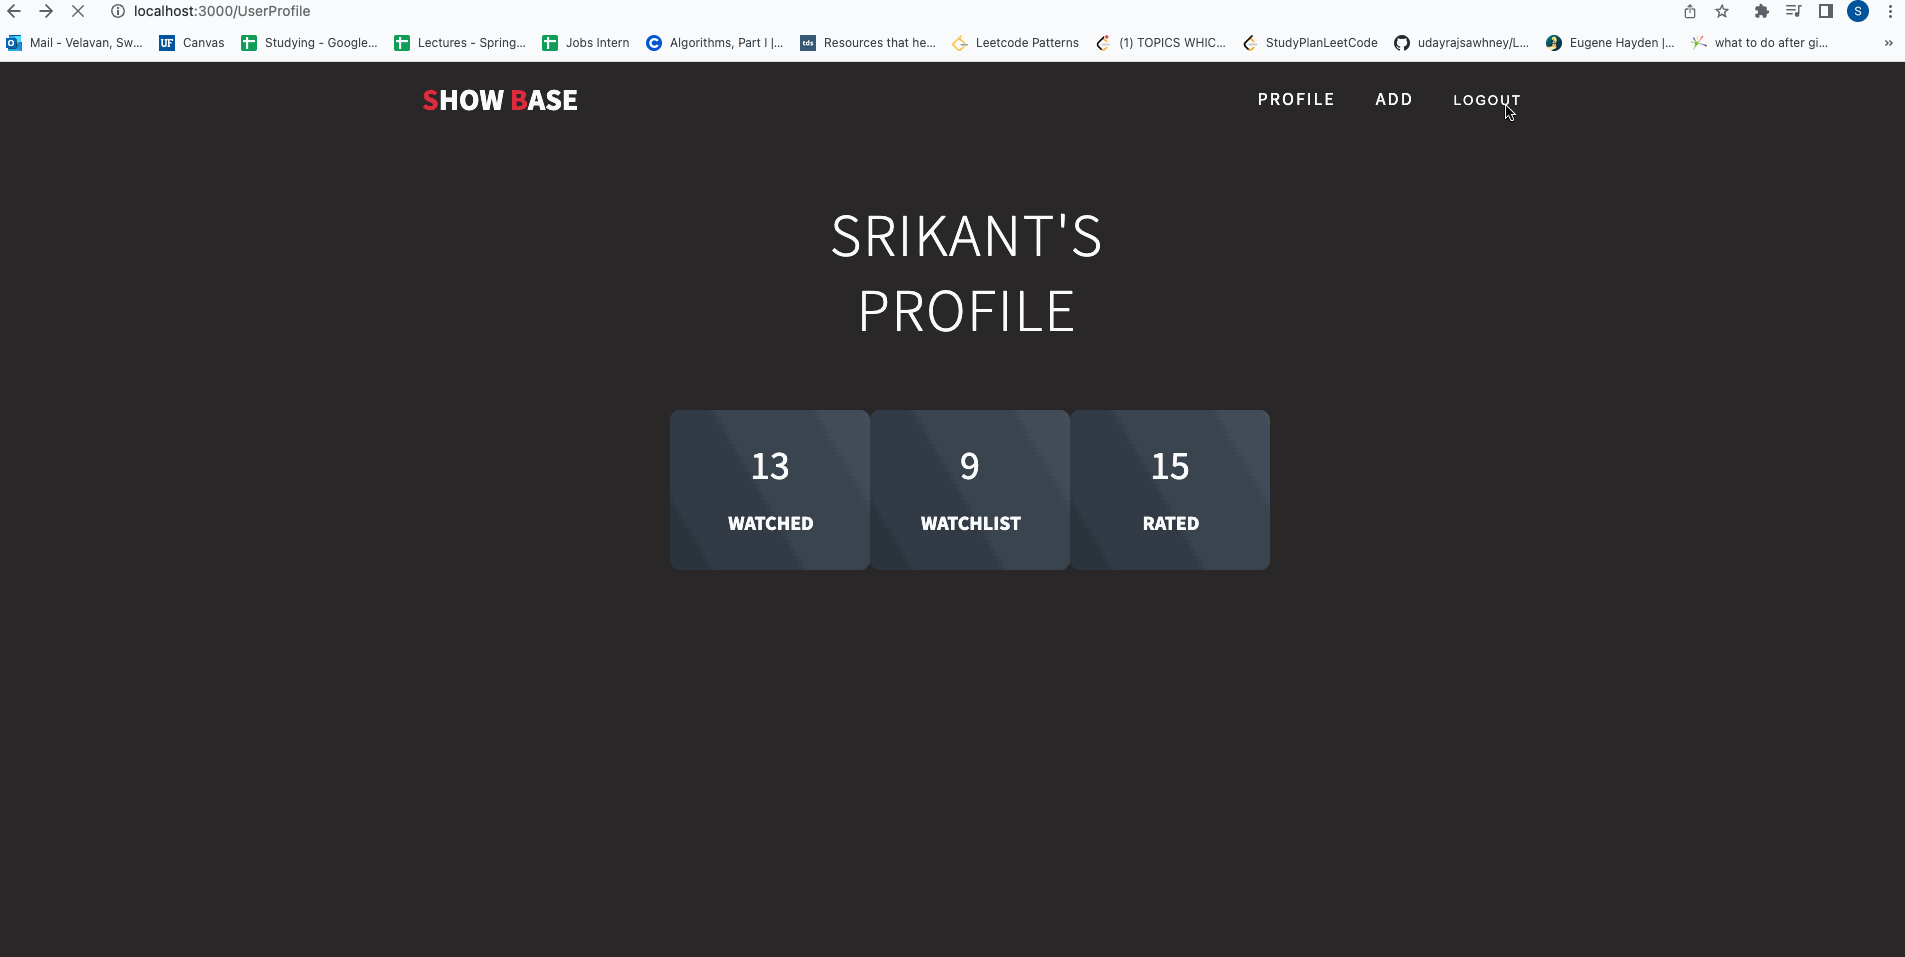 localhost:3000/UserProfile
S
Mail - Velavan, Sw...
UF Canvas
Studying - Google...
Lectures - Spring...
Jobs Intern
C Algorithms, Part I |...
tds Resources that he...
Leetcode Patterns
(1) TOPICS WHIC...
StudyPlanLeetCode
udayrajsawhney/L...
Eugene Hayden |...
what to do after gi...
»
SHOW BASE
PROFILE ADD LOGOUT
SRIKANT'S
PROFILE
13 9 15
WATCHED WATCHLIST RATED